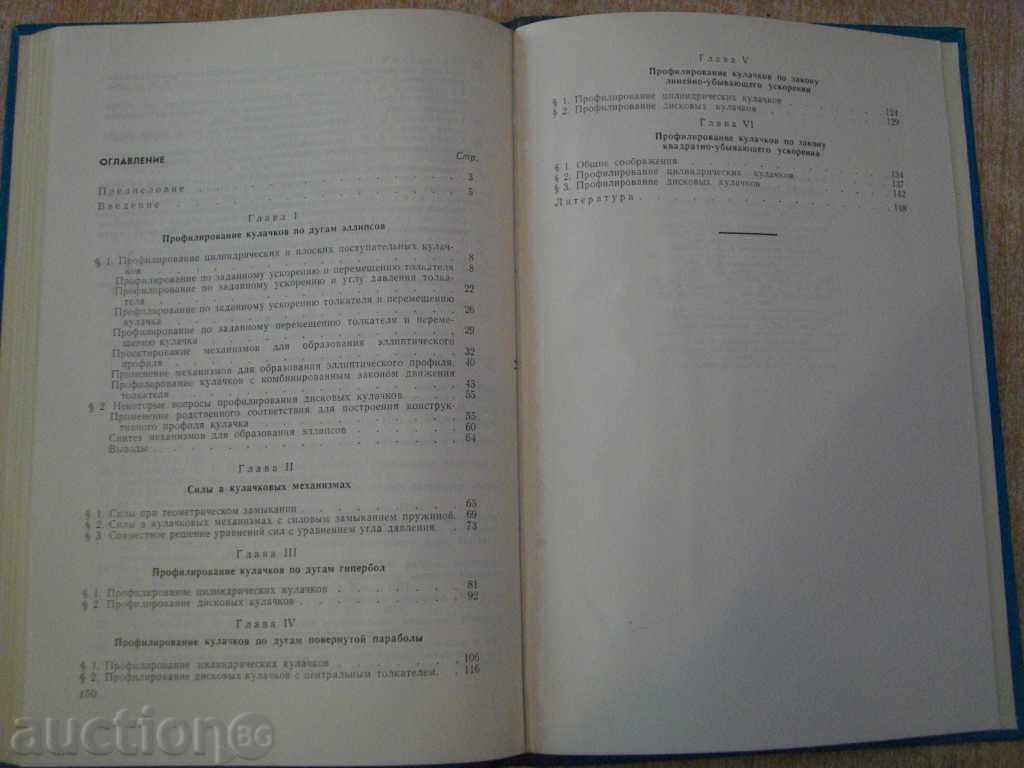 ОГЛАВЛЕНИЕ
Стр.
Предисловие 3
Введение 5
Глава I
Профилирование кулачков по дугам эллипсов
§ 1. Профилирование цилиндрических и плоских поступательных кулач-
ков 8
Профилирование по заданному ускорению и перемещению толкателя 8
Профилирование по заданному ускорению и углу давления толка-
теля 22
Профилирование по заданному ускорению толкателя и перемещению
кулачка 26
Профилирование по заданному перемещению толкателя и переме-
щению кулачка 29
Проектирование механизмов для образования эллиптического
профиля 32
Применение механизмов для образования эллиптического профиля. 40
Профилирование кулачков с комбинированным законом движения
толкателя 43
§ 2 Некоторые вопросы профилирования дисковых кулачков 55
Применение родственного соответствия для построения конструк-
тивного профиля кулачка 55
Синтез механизмов для образования эллипсов 60
Выводы 64
Глава II
Силы в кулачковых механизмах
§ 1. Силы при геометрическом замыкании 65
§ 2. Силы в кулачковых механизмах с силовым замыканием пружиной. 69
§ 3 Совместное решение уравнений сил с уравнением угла давления. 73
Глава III
Профилирование кулачков по дугам гипербол
§ 1. Профилирование цилиндрических кулачков 81
§ 2 Профилирование дисковых кулачков 92
Глава IV
Профилирование кулачков по дугам повернутой параболы
§ 1. Профилирование цилиндрических кулачков 106
§ 2. Профилирование дисковых кулачков с центральным толкателем. 116
150
Глава V
Профилирование кулачков по закону
линейно-убывающего ускорения
§ 1. Профилирование цилиндрических кулачков 124
§ 2. Профилирование дисковых кулачков 129
Глава VI
Профилирование кулачков по закону
квадратно-убывающего ускорения
§ 1 Общие соображения 134
§ 2. Профилирование цилиндрических кулачков 137
§ 3. Профилирование дисковых кулачков 142
Литература 148
auction BG